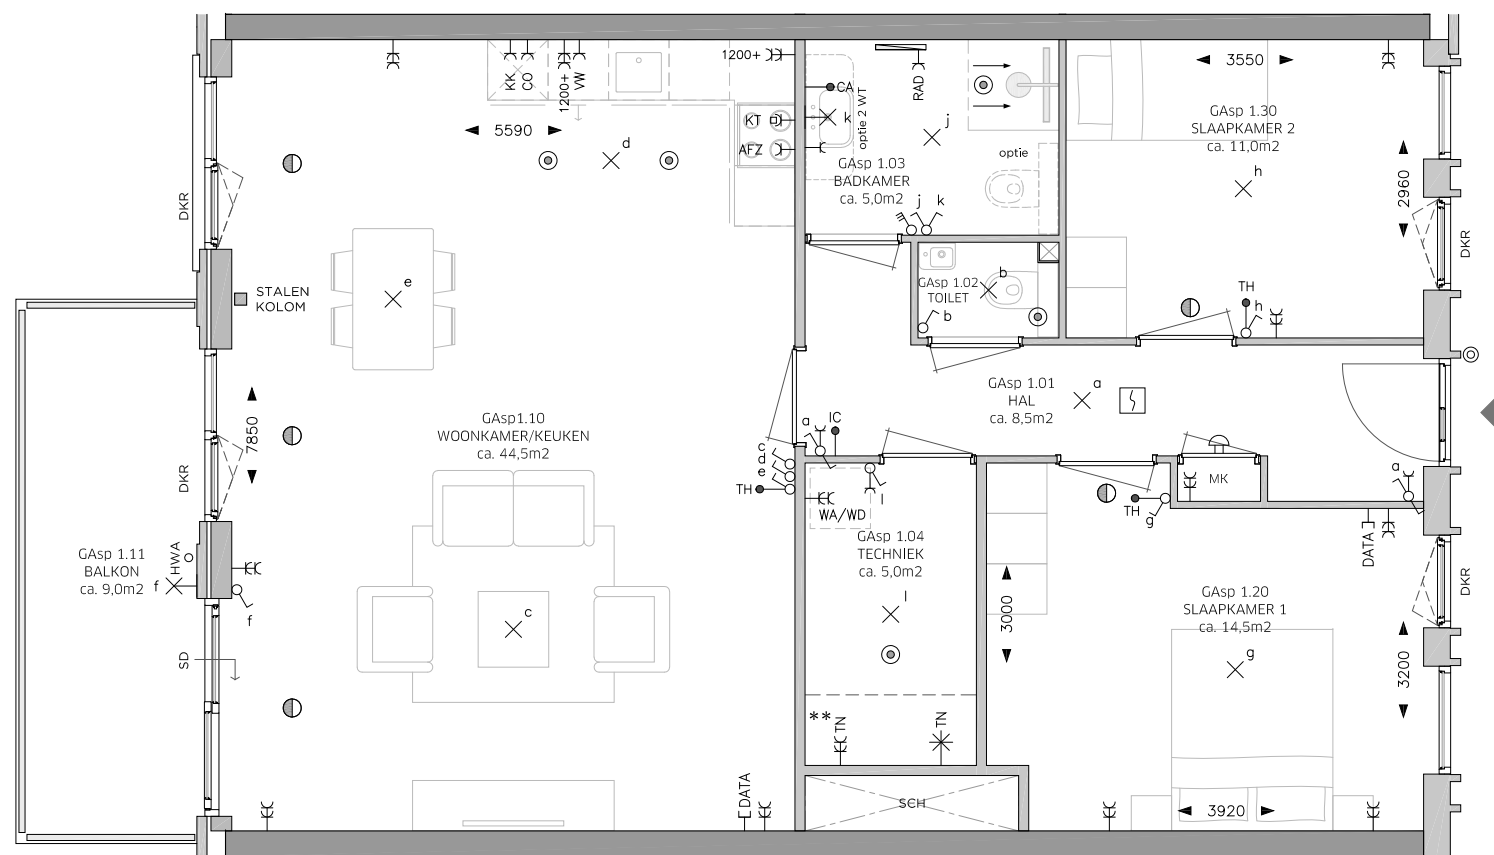 1200+
KK
CO
1200+
VW
5590
d
KT
AFZ
CA
k
optie 2 WT
RAD
j
GAsp 1.03
BADKAMER
ca. 5,0m2
optie
j
k
3550
GAsp 1.30
SLAAPKAMER 2
ca. 11,0m2
h
2960
DKR
DKR
e
STALEN
KOLOM
GAsp 1.02
TOILET
b
b
TH
h
GAsp 1.01
HAL
ca. 8,5m2
a
7850
DKR
GAsp1.10
WOONKAMER/KEUKEN
ca. 44,5m2
a
IC
c
d
e
TH
WA/WD
l
MK
TH
g
a
DATA
GAsp 1.11
BALKON
ca. 9,0m2
HWA
f
f
GAsp 1.04
TECHNIEK
ca. 5,0m2
l
3000
GAsp 1.20
SLAAPKAMER 1
ca. 14,5m2
g
DKR
3200
c
SD
**
TN
TN
DATA
SCH
3920